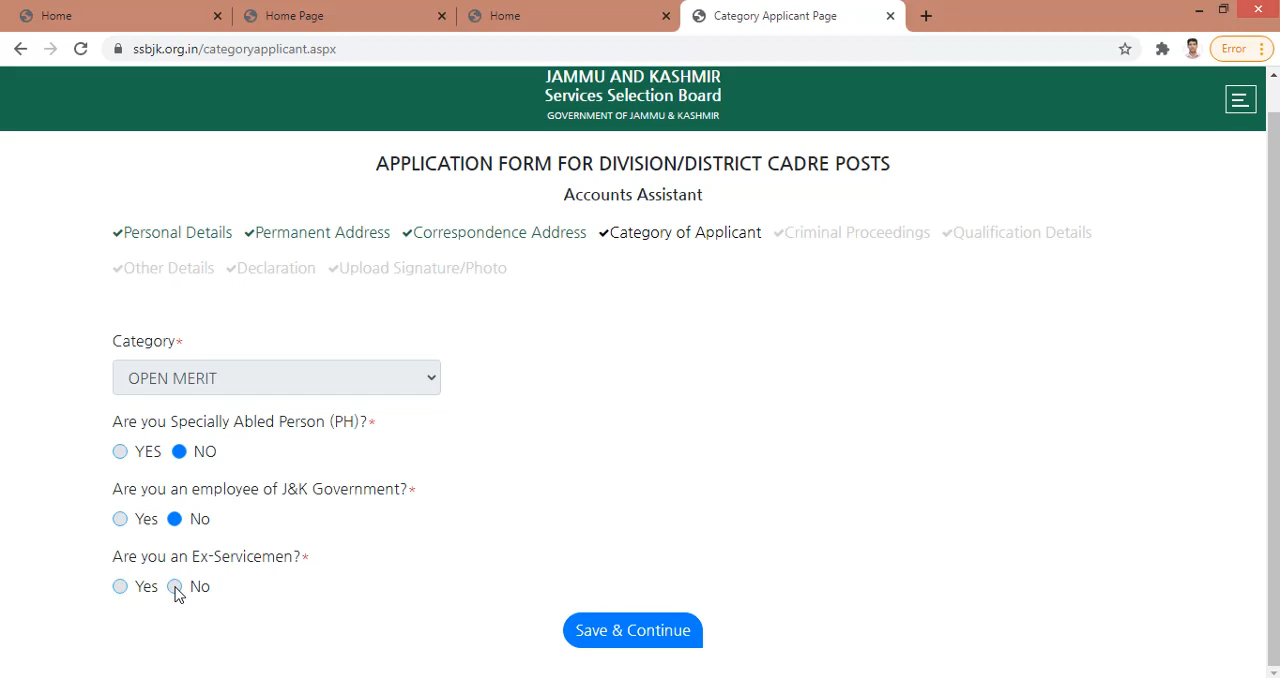 Home
Home Page
Home
Category Applicant Page
ssbjk.org.in/categoryapplicant.aspx
Error
JAMMU AND KASHMIR
Services Selection Board
GOVERNMENT OF JAMMU & KASHMIR
APPLICATION FORM FOR DIVISION/DISTRICT CADRE POSTS
Accounts Assistant
Personal Details Permanent Address Correspondence Address Category of Applicant Criminal Proceedings Qualification Details
Other Details Declaration Upload Signature/Photo
Category*
OPEN MERIT
Are you Specially Abled Person (PH)?*
YES NO
Are you an employee of J&K Government?*
Yes No
Are you an Ex-Servicemen?*
Yes No
Save & Continue